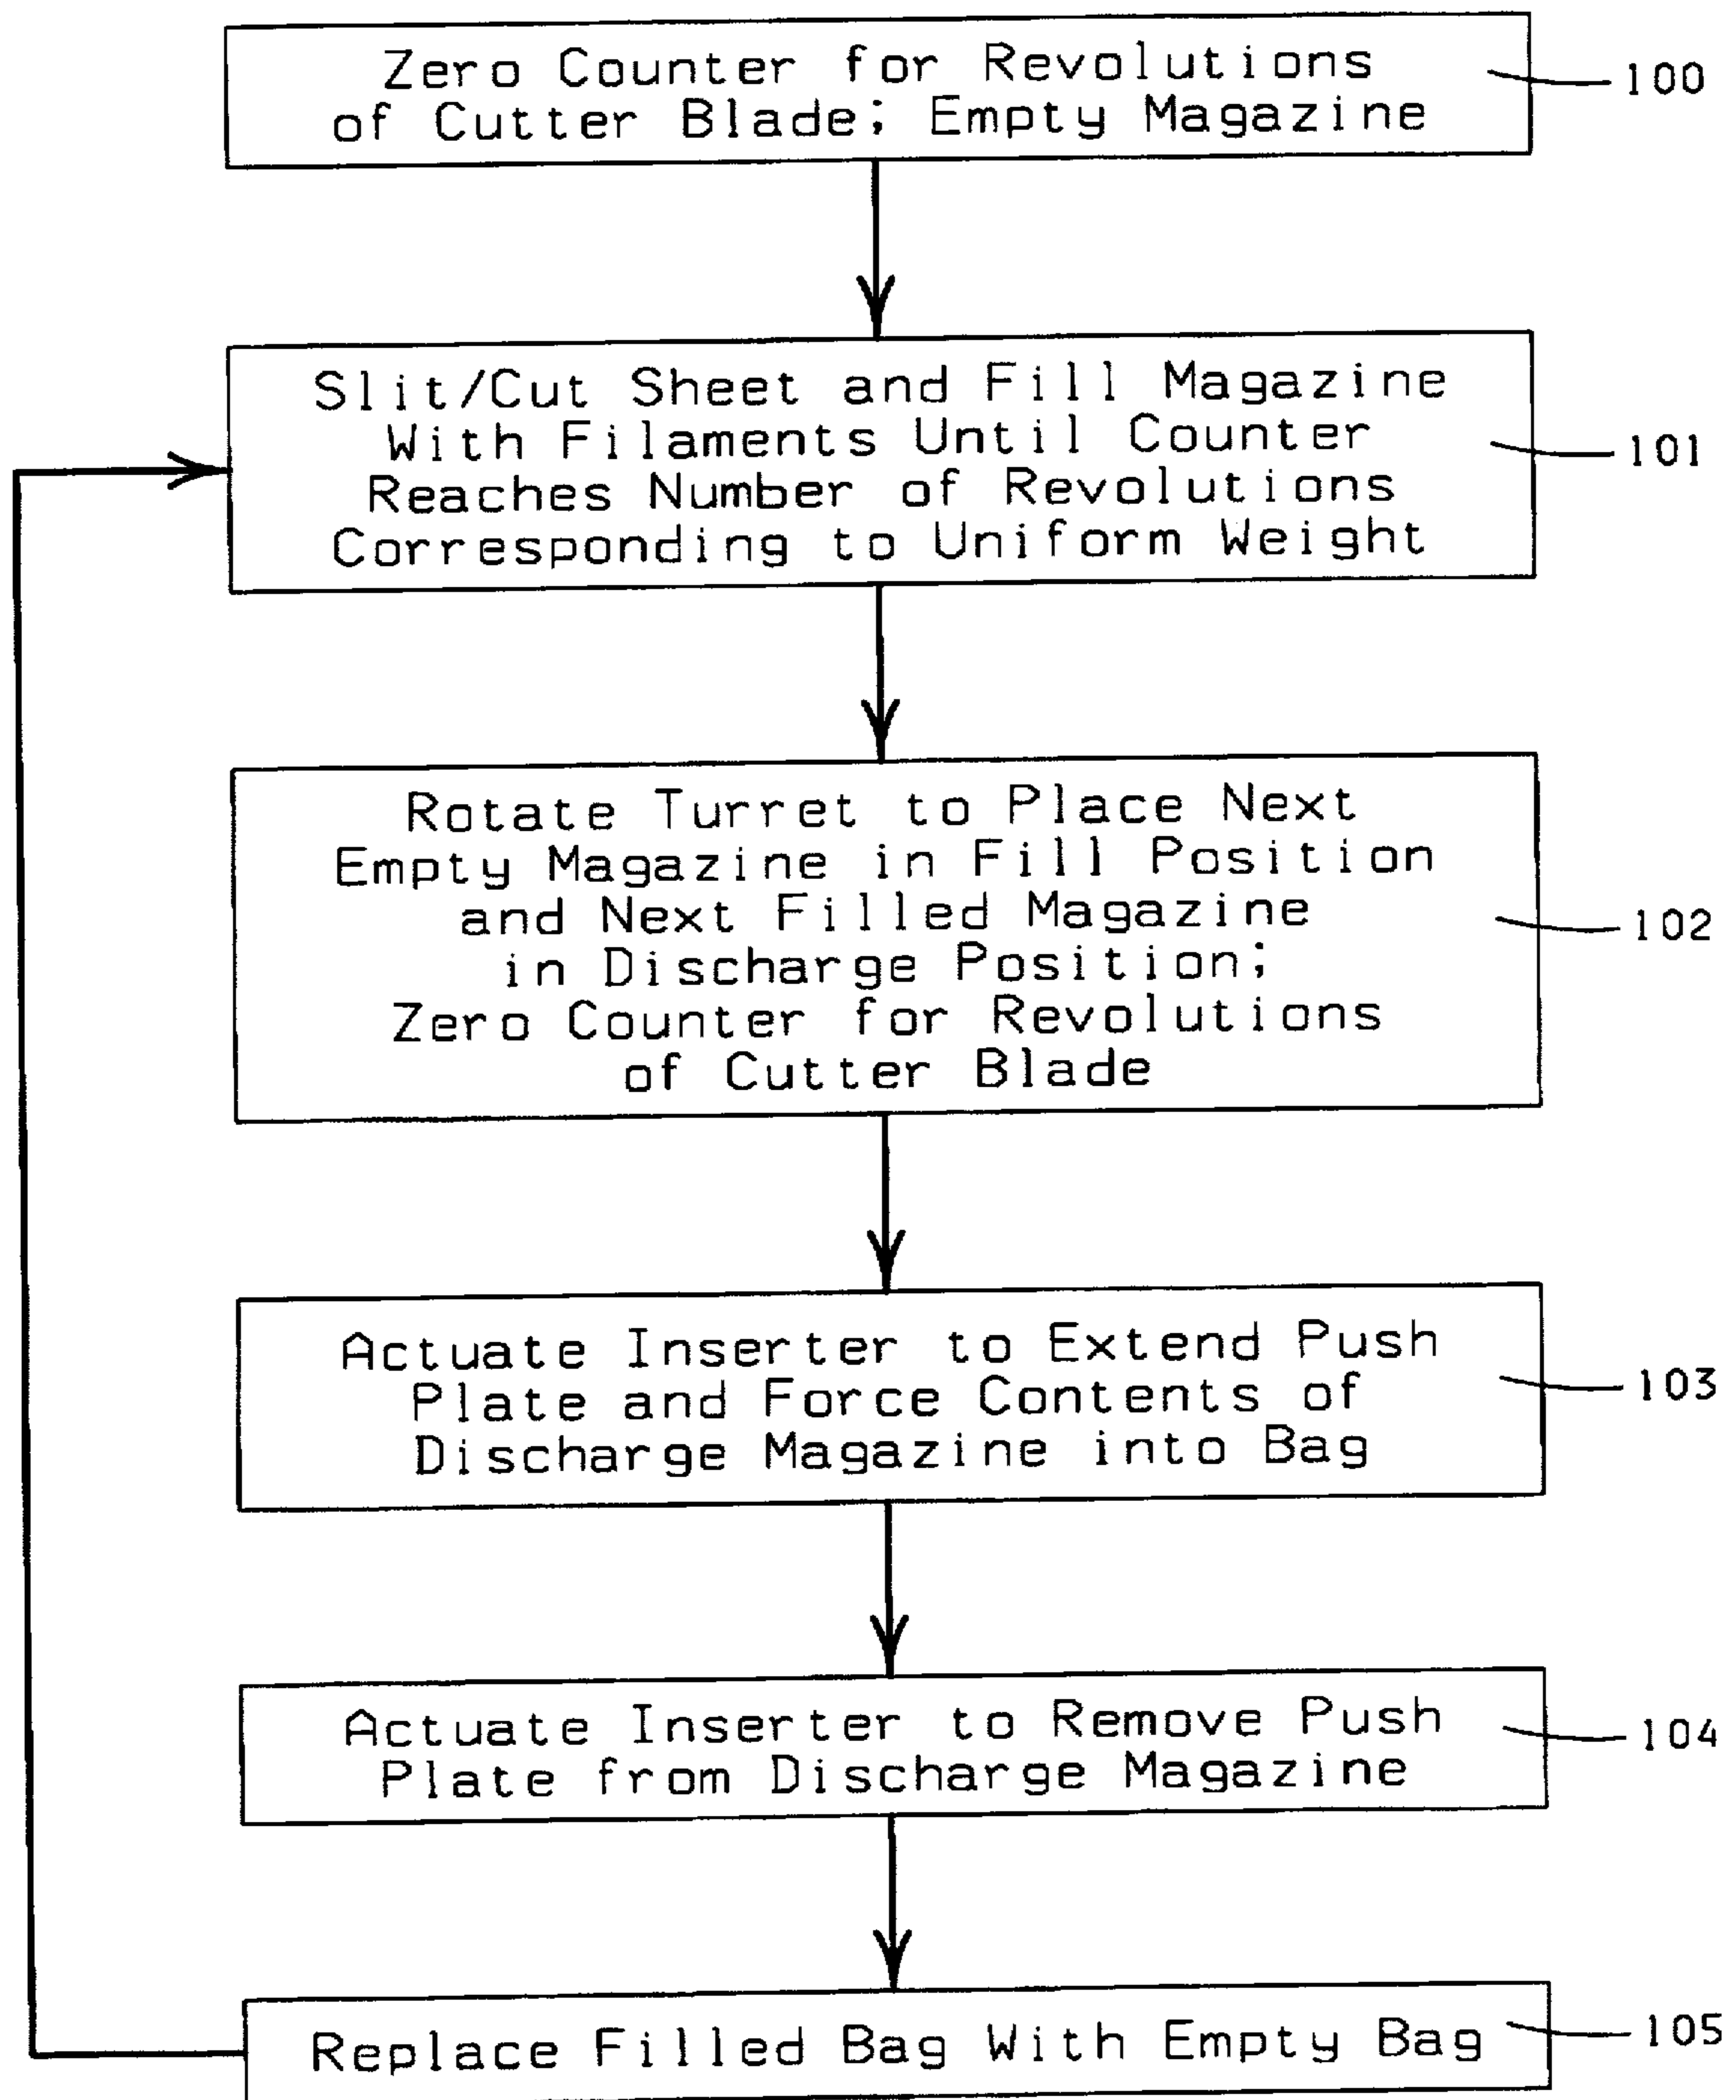 Zero Counter for Revolutions
of Cutter Blade; Empty Magazine
100
Slit/Cut Sheet and Fill Magazine
With Filaments Until Counter
Reaches Number of Revolutions
Corresponding to Uniform Weight
101
Rotate Turret to Place Next
Empty Magazine in Fill Position
and Next Filled Magazine
in Discharge Position;
Zero Counter for Revolutions
of Cutter Blade
102
Actuate Inserter to Extend Push
Plate and Force Contents of
Discharge Magazine into Bag
103
Actuate Inserter to Remove Push
Plate from Discharge Magazine
104
Replace Filled Bag With Empty Bag
105